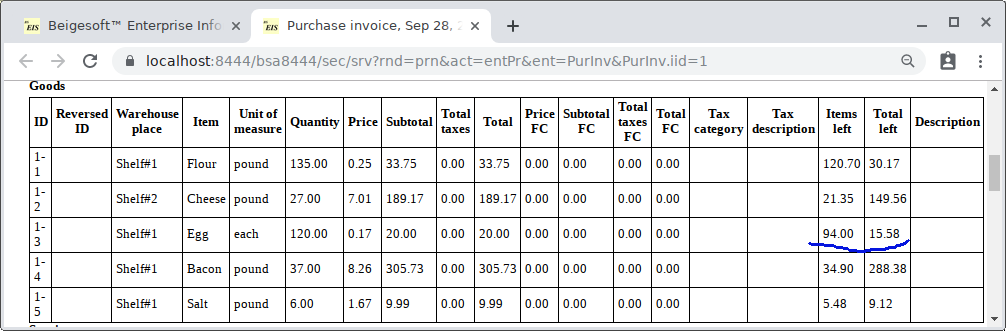 EIS Beigesoft™ Enterprise Info
EIS Purchase invoice, Sep 28, 2
localhost:8444/bsa8444/sec/srv?rnd=prn&act=entPr&ent=PurInv&PurInv.iid=1
Goods
ID Reversed ID Warehouse place Item Unit of measure Quantity Price Subtotal Total taxes Total Price FC Subtotal FC Total taxes FC Total FC Tax category Tax description Items left Total left Description
1-1 Shelf#1 Flour pound 135.00 0.25 33.75 0.00 33.75 0.00 0.00 0.00 0.00 120.70 30.17
1-2 Shelf#2 Cheese pound 27.00 7.01 189.17 0.00 189.17 0.00 0.00 0.00 0.00 21.35 149.56
1-3 Shelf#1 Egg each 120.00 0.17 20.00 0.00 20.00 0.00 0.00 0.00 0.00 94.00 15.58
1-4 Shelf#1 Bacon pound 37.00 8.26 305.73 0.00 305.73 0.00 0.00 0.00 0.00 34.90 288.38
1-5 Shelf#1 Salt pound 6.00 1.67 9.99 0.00 9.99 0.00 0.00 0.00 0.00 5.48 9.12